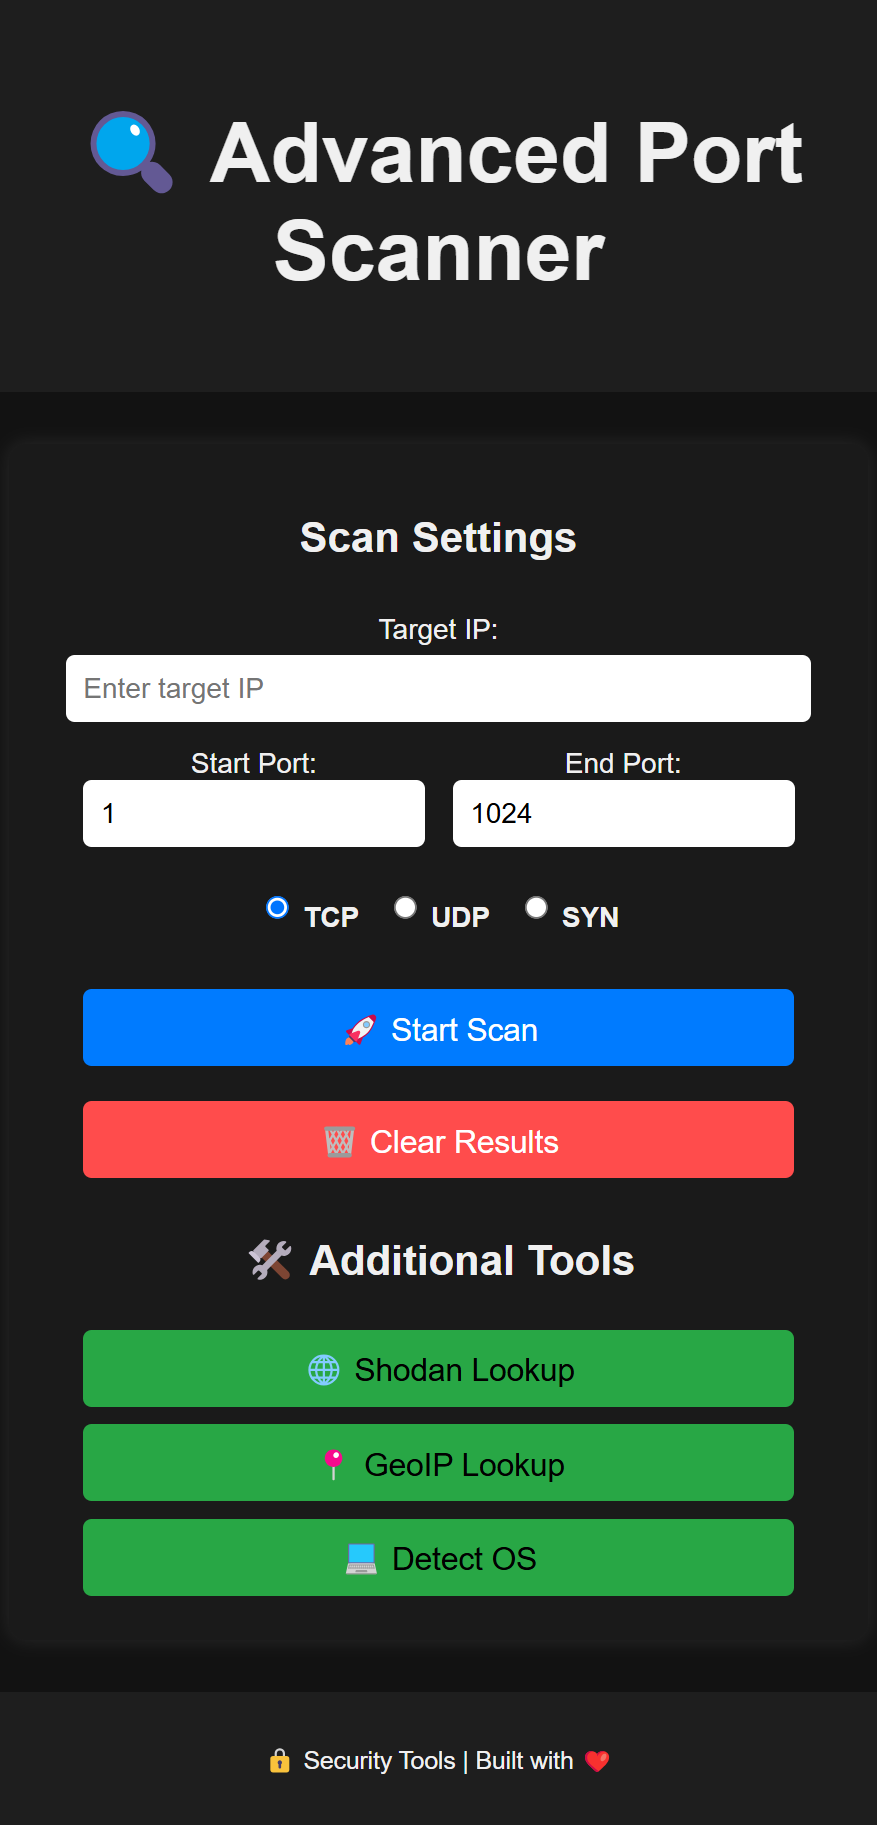 🔍 Advanced Port
Scanner
Scan Settings
Target IP:
Enter target IP
Start Port: End Port:
1 1024
TCP UDP SYN
🚀 Start Scan
🗑️ Clear Results
🛠️ Additional Tools
🌐 Shodan Lookup
📍 GeoIP Lookup
💻 Detect OS
🔒 Security Tools | Built with ❤️